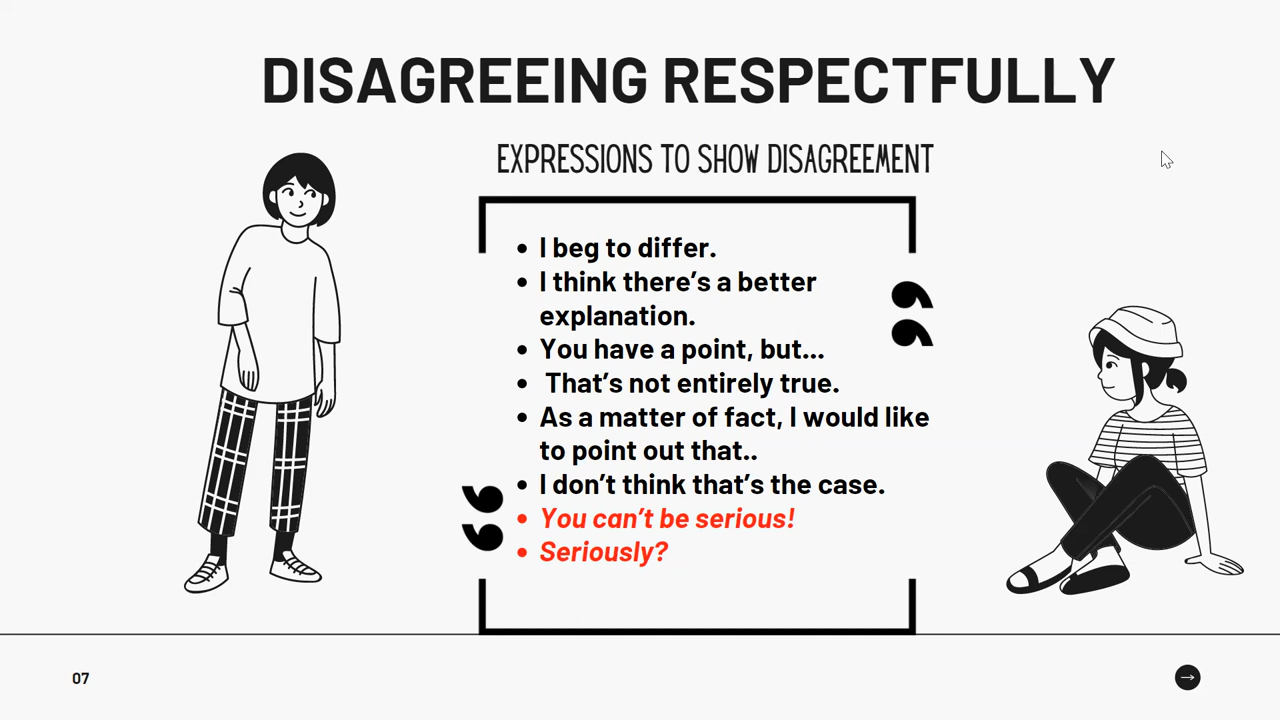 DISAGREEING RESPECTFULLY
EXPRESSIONS TO SHOW DISAGREEMENT
• I beg to differ.
• I think there's a better
explanation.
• You have a point, but...
• That's not entirely true.
• As a matter of fact, I would like
to point out that..
• I don't think that's the case.
• You can't be serious!
• Seriously?
07